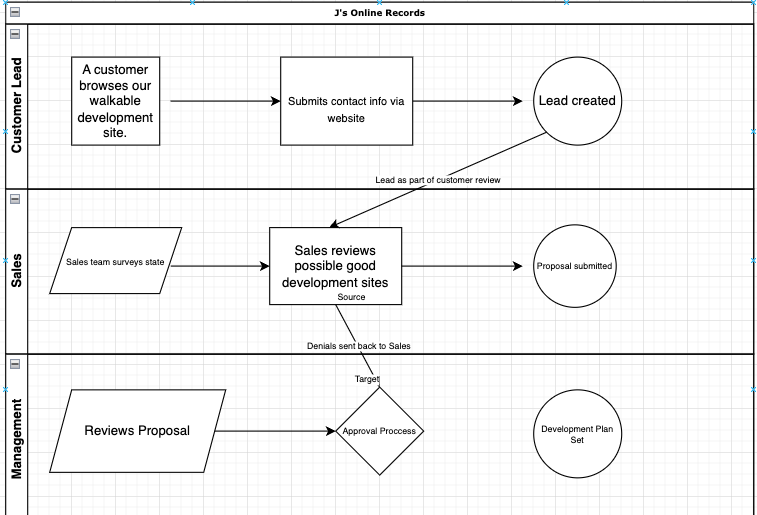 J's Online Records
Customer Lead
A customer
browses our
walkable
development
site.
Submits contact info via
website
Lead created
Lead as part of customer review
Sales
Sales team surveys state
Sales reviews
possible good
development sites
Source
Proposal submitted
Denials sent back to Sales
Management
Target
Reviews Proposal
Approval Proccess
Development Plan
Set